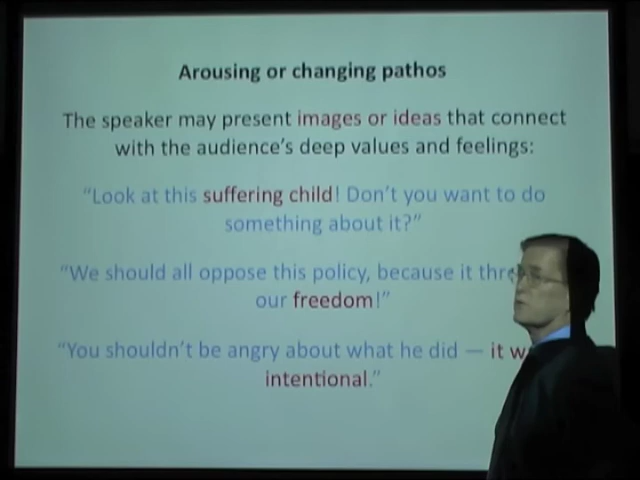 Arousing or changing pathos
The speaker may present images or ideas that connect
with the audience's deep values and feelings:
"Look at this suffering child! Don't you want to do
something about it?"
"We should all oppose this policy, because it
our freedom!"
"You shouldn't be angry about what he did — it
intentional."